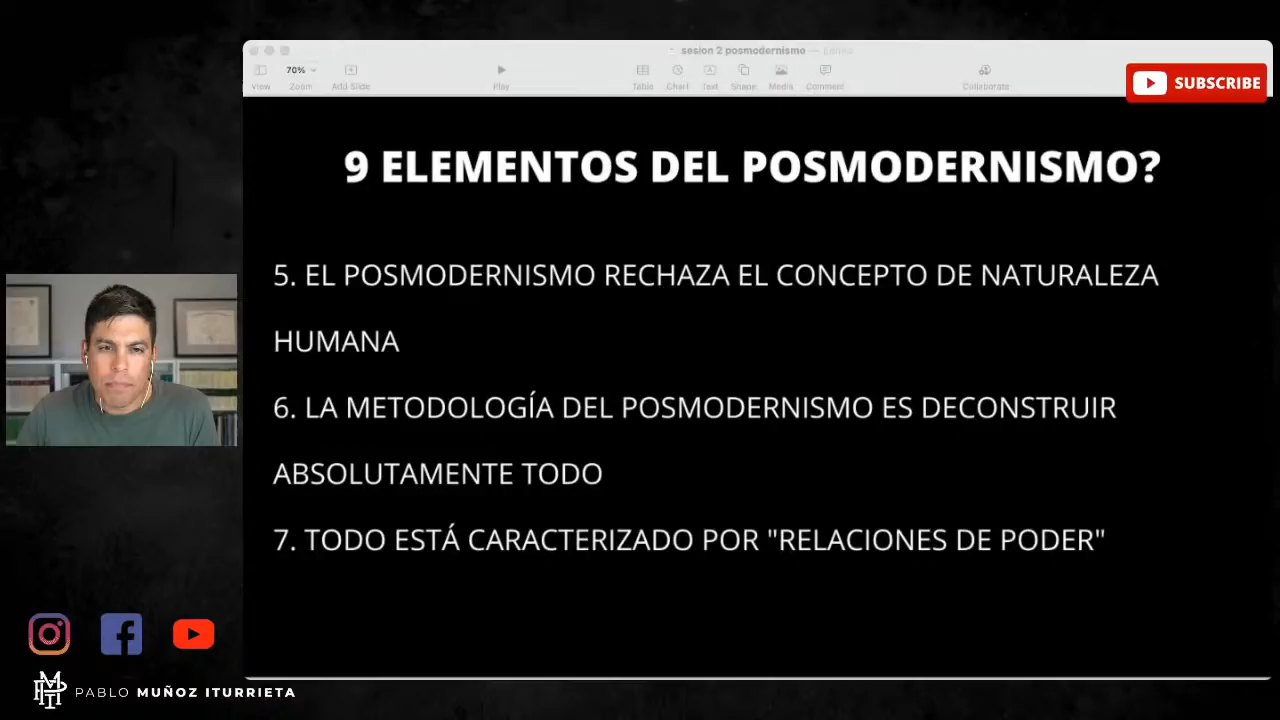 sesion 2 posmodernismo — Edited
70%
View Zoom Add Slide Play Table Chart Text Shape Media Comment Collaborate
SUBSCRIBE
9 ELEMENTOS DEL POSMODERNISMO?
5. EL POSMODERNISMO RECHAZA EL CONCEPTO DE NATURALEZA
HUMANA
6. LA METODOLOGÍA DEL POSMODERNISMO ES DECONSTRUIR
ABSOLUTAMENTE TODO
7. TODO ESTÁ CARACTERIZADO POR "RELACIONES DE PODER"
PABLO MUÑOZ ITURRIETA